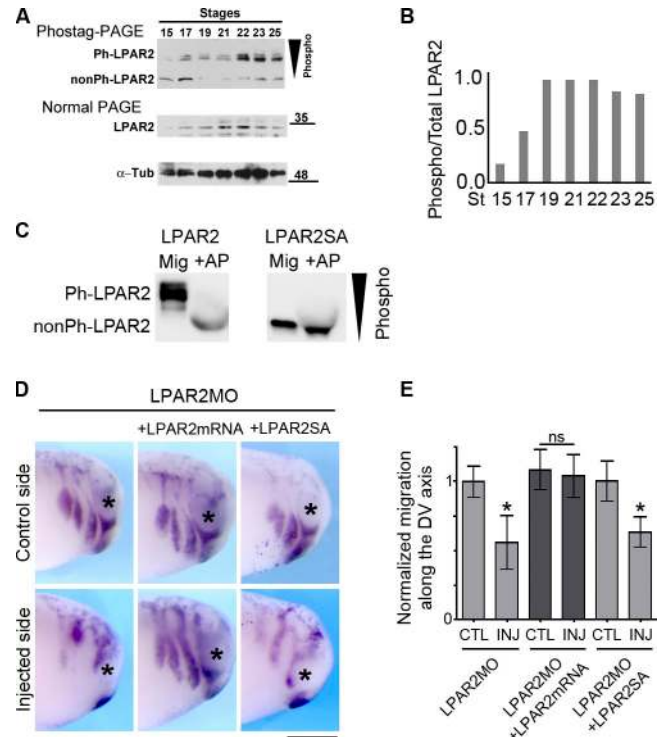 A
Stages
Phostag-PAGE 15 17 19 21 22 23 25
Ph-LPAR2
nonPh-LPAR2
Phospho
Normal PAGE
35
LPAR2
α-Tub
48
B
Phospho/Total LPAR2
1.0
0.5
0.0
St 15 17 19 21 22 23 25
C
LPAR2 LPAR2SA
Mig +AP Mig +AP
Ph-LPAR2
nonPh-LPAR2
Phospho
D
LPAR2MO
+LPAR2mRNA +LPAR2SA
Control side
*
*
*
Injected side
*
*
*
E
Normalized migration
along the DV axis
1
0
*
ns
*
CTL INJ CTL INJ CTL INJ
LPAR2MO
LPAR2MO
+LPAR2mRNA
LPAR2MO
+LPAR2SA